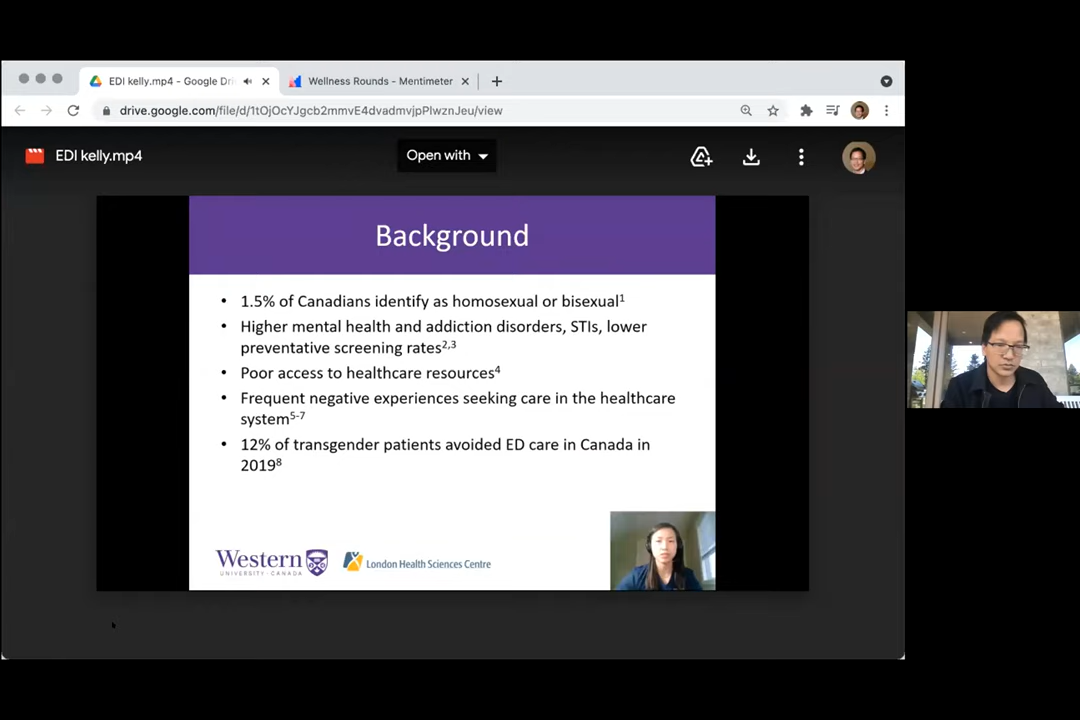 EDI kelly.mp4 - Google Dri
Wellness Rounds - Mentimeter
drive.google.com/file/d/1tOjOcYJgcb2mmvE4dvadmvjpPlwznJeu/view
EDI kelly.mp4
Open with
Background
• 1.5% of Canadians identify as homosexual or bisexual¹
• Higher mental health and addiction disorders, STIs, lower
preventative screening rates²,³
• Poor access to healthcare resources⁴
• Frequent negative experiences seeking care in the healthcare
system⁵⁻⁷
• 12% of transgender patients avoided ED care in Canada in
2019⁸
Western
UNIVERSITY · CANADA
London Health Sciences Centre